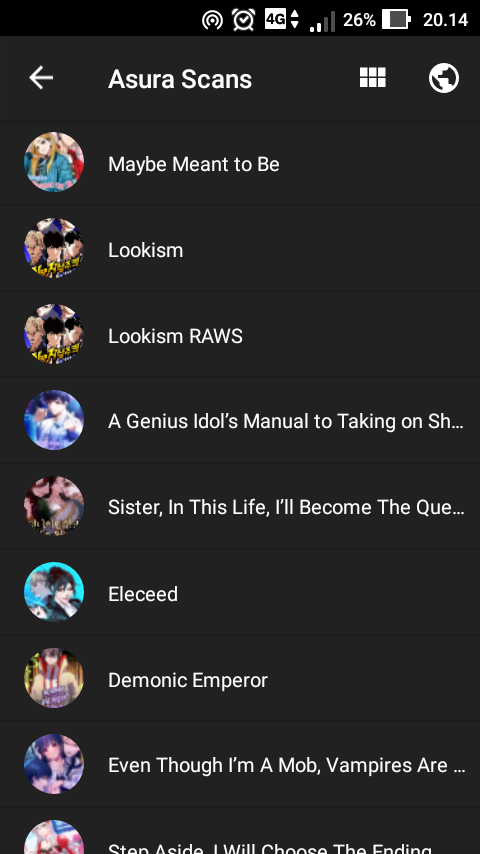 4G 26% 20.14
Asura Scans
Maybe Meant to Be
Lookism
Lookism RAWS
A Genius Idol’s Manual to Taking on Sh...
Sister, In This Life, I’ll Become The Que...
Eleceed
Demonic Emperor
Even Though I’m A Mob, Vampires Are ...
Step Aside, I Will Choose The Ending